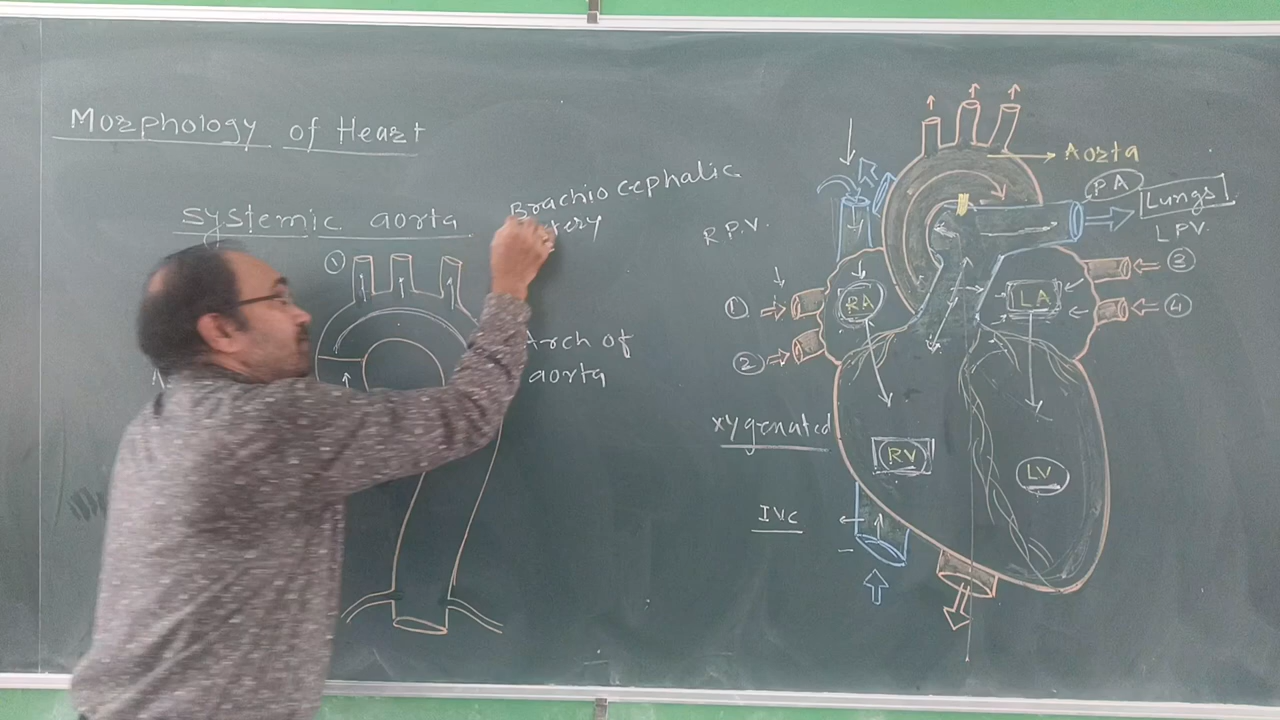 Morphology of Heart
systemic aorta
Brachio cephalic
1
Arch of
aorta
Aorta
PA
Lungs
R.P.V.
L P.V.
1
2
3
4
RA
LA
xygenated
RV
LV
IVC